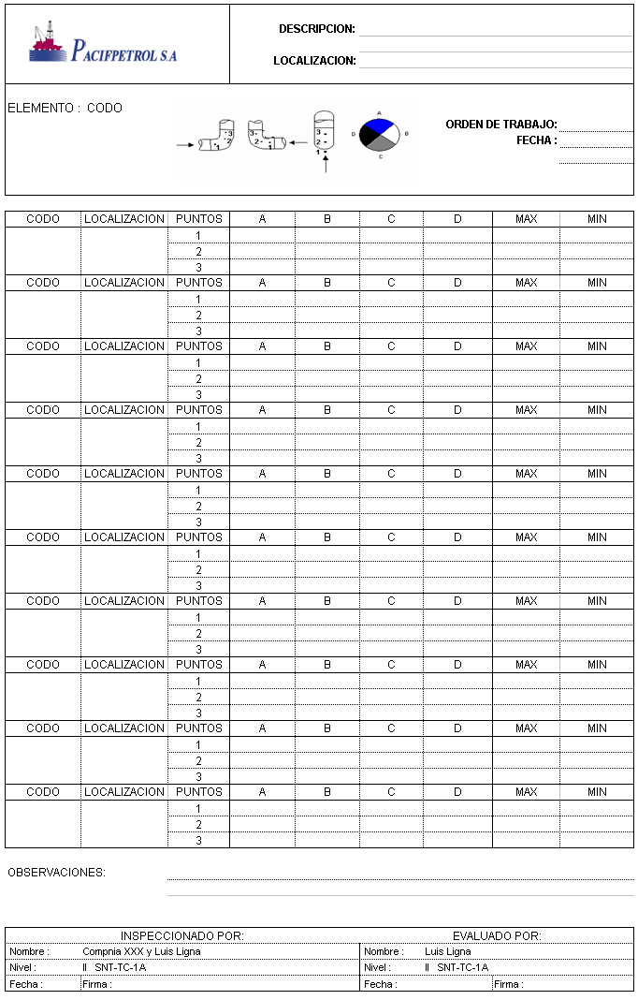 PACIFPETROL S.A
DESCRIPCION:
LOCALIZACION:
ELEMENTO : CODO
3
2
1
3
2
1
3
2
1
A
B
C
D
ORDEN DE TRABAJO:
FECHA :
CODO LOCALIZACION PUNTOS A B C D MAX MIN
1
2
3
CODO LOCALIZACION PUNTOS A B C D MAX MIN
1
2
3
CODO LOCALIZACION PUNTOS A B C D MAX MIN
1
2
3
CODO LOCALIZACION PUNTOS A B C D MAX MIN
1
2
3
CODO LOCALIZACION PUNTOS A B C D MAX MIN
1
2
3
CODO LOCALIZACION PUNTOS A B C D MAX MIN
1
2
3
CODO LOCALIZACION PUNTOS A B C D MAX MIN
1
2
3
CODO LOCALIZACION PUNTOS A B C D MAX MIN
1
2
3
CODO LOCALIZACION PUNTOS A B C D MAX MIN
1
2
3
CODO LOCALIZACION PUNTOS A B C D MAX MIN
1
2
3
OBSERVACIONES:
INSPECCIONADO POR: EVALUADO POR:
Nombre : Compnia XXX y Luis Ligna Nombre : Luis Ligna
Nivel : II SNT-TC-1A Nivel : II SNT-TC-1A
Fecha : Firma : Fecha : Firma :